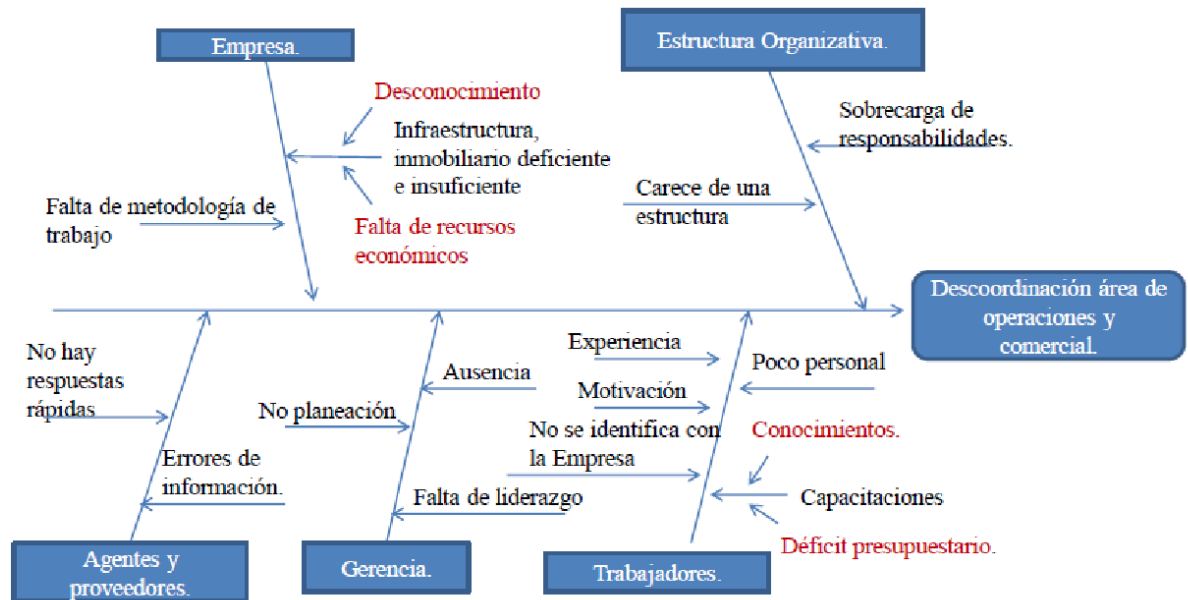 Empresa.
Estructura Organizativa.
Desconocimiento
Infraestructura,
inmobiliario deficiente
e insuficiente
Falta de metodología de
trabajo
Falta de recursos
económicos
Sobrecarga de
responsabilidades.
Carece de una
estructura
Descoordinación área de
operaciones y
comercial.
No hay
respuestas
rápidas
Errores de
información.
Agentes y
proveedores.
Ausencia
No planeación
Falta de liderazgo
Gerencia.
Experiencia
Motivación
No se identifica con
la Empresa
Poco personal
Conocimientos.
Capacitaciones
Déficit presupuestario.
Trabajadores.